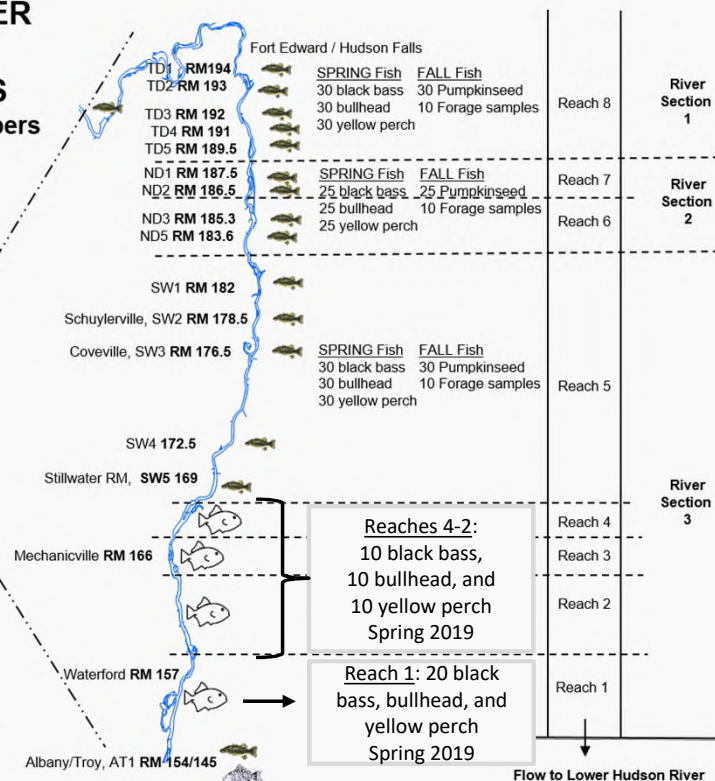 ER
S
bers
Fort Edward / Hudson Falls
TD1 RM194
TD2 RM 193
TD3 RM 192
TD4 RM 191
TD5 RM 189.5
SPRING Fish
30 black bass
30 bullhead
30 yellow perch
FALL Fish
30 Pumpkinseed
10 Forage samples
Reach 8
River
Section
1
ND1 RM 187.5
ND2 RM 186.5
ND3 RM 185.3
ND5 RM 183.6
SPRING Fish
25 black bass
25 bullhead
25 yellow perch
FALL Fish
25 Pumpkinseed
10 Forage samples
Reach 7
Reach 6
River
Section
2
SW1 RM 182
Schuylerville, SW2 RM 178.5
Coveville, SW3 RM 176.5
SPRING Fish
30 black bass
30 bullhead
30 yellow perch
FALL Fish
30 Pumpkinseed
10 Forage samples
Reach 5
SW4 172.5
Stillwater RM, SW5 169
River
Section
3
Reaches 4-2:
10 black bass,
10 bullhead, and
10 yellow perch
Spring 2019
Reach 4
Mechanicville RM 166
Reach 3
Reach 2
Waterford RM 157
Reach 1: 20 black
bass, bullhead, and
yellow perch
Spring 2019
Reach 1
Albany/Troy, AT1 RM 154/145
Flow to Lower Hudson River